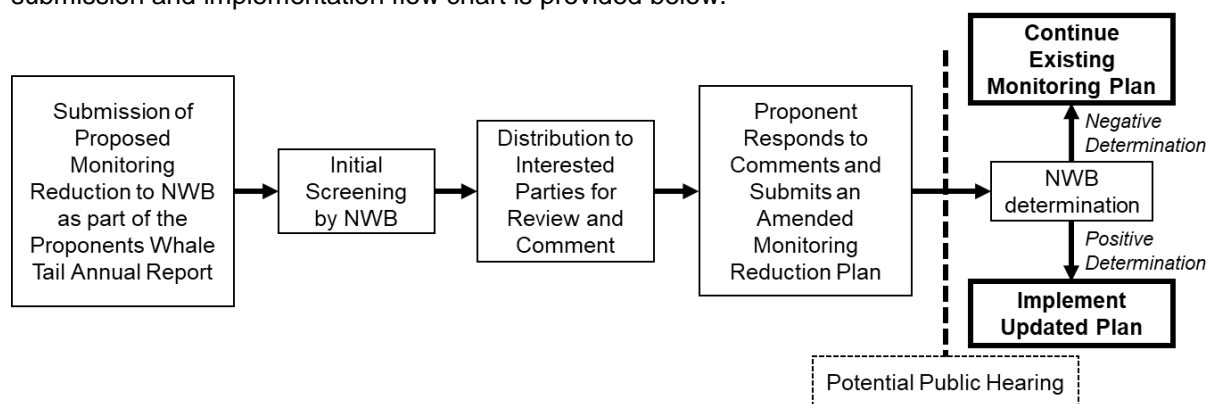 submission and implementation flow chart is provided below.
Submission of
Proposed
Monitoring
Reduction to NWB
as part of the
Proponents Whale
Tail Annual Report
Initial
Screening
by NWB
Distribution to
Interested
Parties for
Review and
Comment
Proponent
Responds to
Comments and
Submits an
Amended
Monitoring
Reduction Plan
Continue
Existing
Monitoring Plan
Negative
Determination
NWB
determination
Positive
Determination
Implement
Updated Plan
Potential Public Hearing